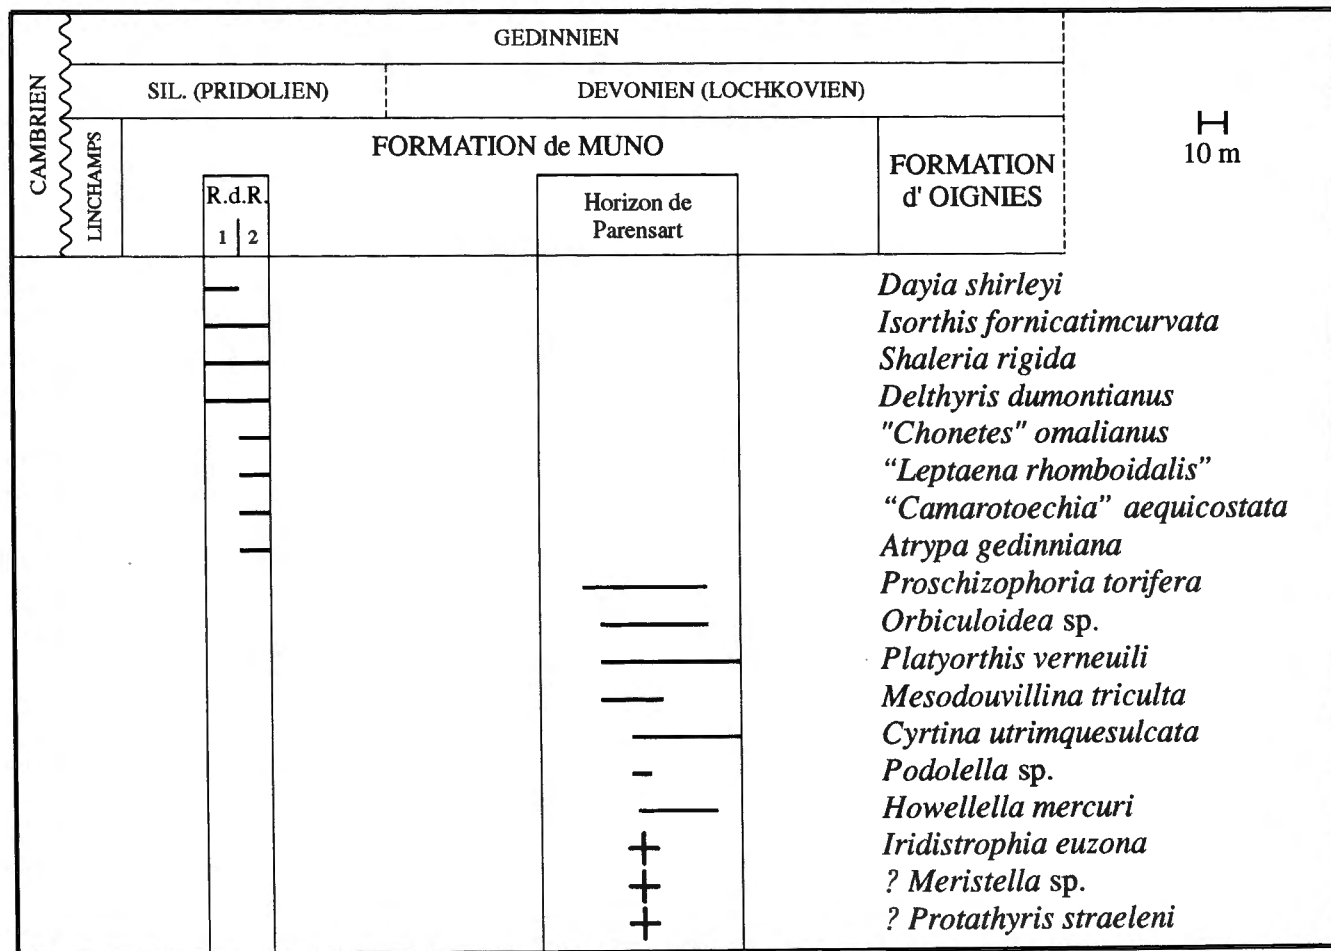 GEDINNIEN
CAMBRIEN
SIL. (PRIDOLIEN)
DEVONIEN (LOCHKOVIEN)
LINCHAMPS
FORMATION de MUNO
FORMATION
d' OIGNIES
10 m
R.d.R.
1 2
Horizon de
Parensart
Dayia shirleyi
Isorthis fornicatimcurvata
Shaleria rigida
Delthyris dumontianus
"Chonetes" omalianus
“Leptaena rhomboidalis”
“Camarotoechia” aequicostata
Atrypa gedinniana
Proschizophoria torifera
Orbiculoidea sp.
Platyorthis verneuili
Mesodouvillina triculta
Cyrtina utrimquesulcata
Podolella sp.
Howellella mercuri
Iridistrophia euzona
? Meristella sp.
? Protathyris straeleni